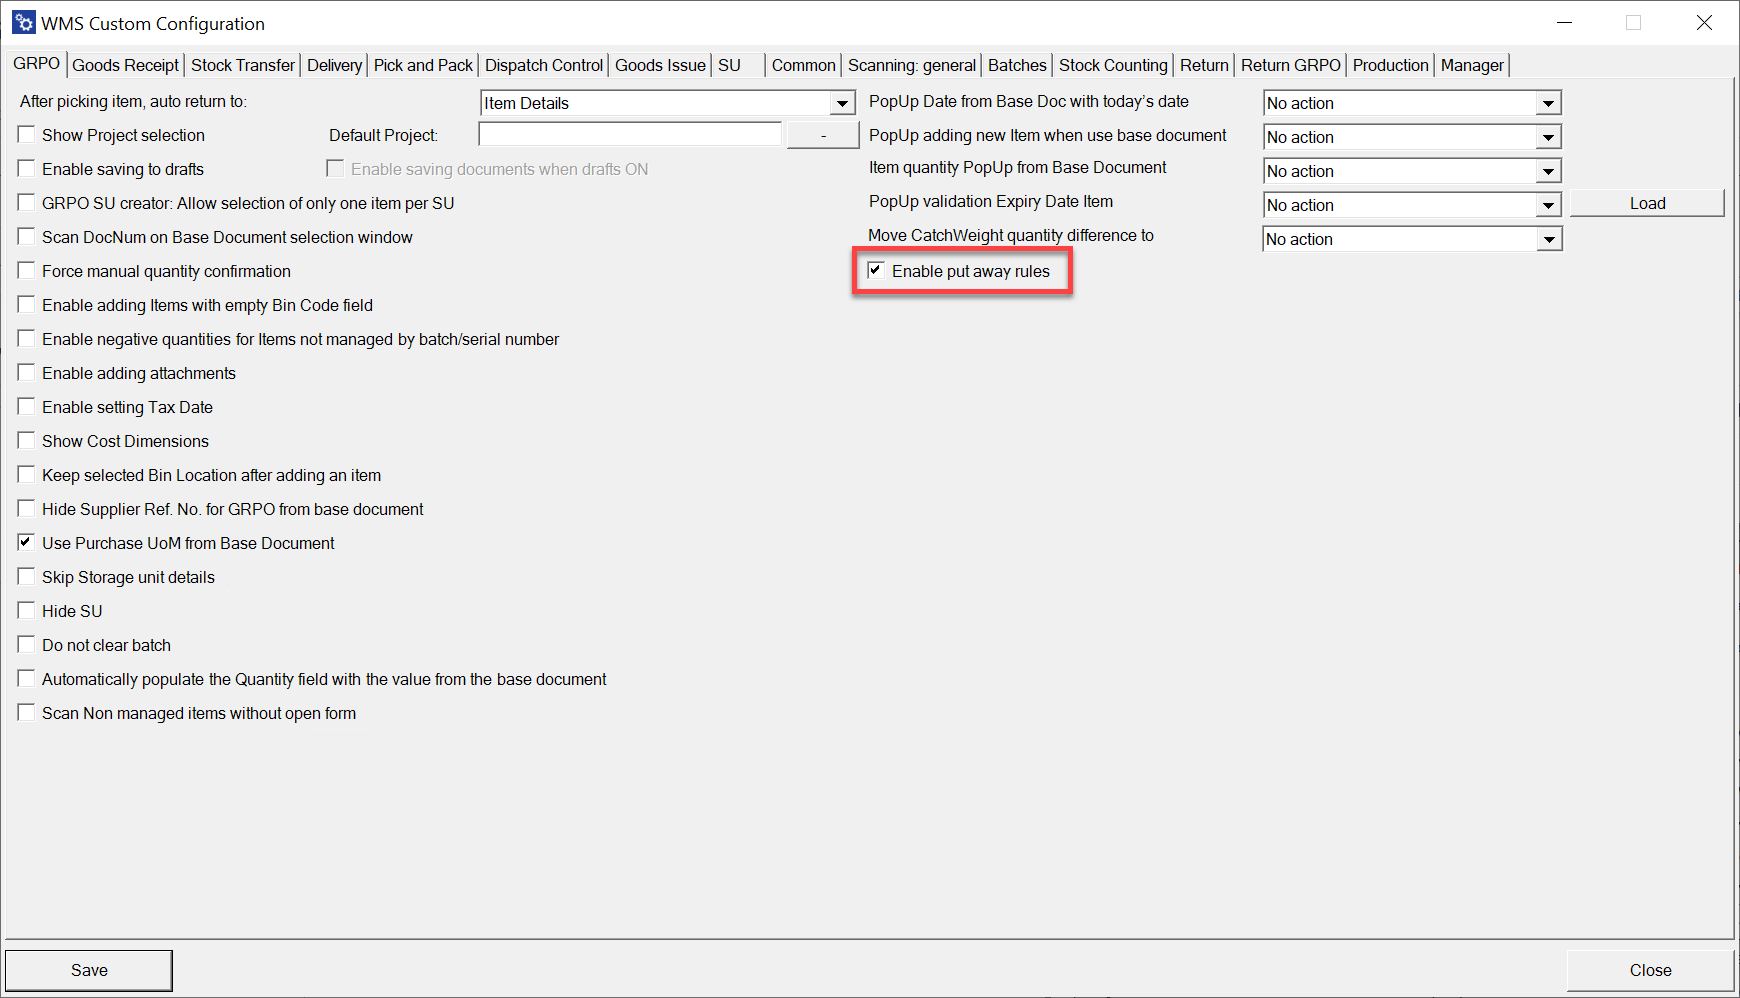 WMS Custom Configuration
GRPO Goods Receipt Stock Transfer Delivery Pick and Pack Dispatch Control Goods Issue SU Common Scanning: general Batches Stock Counting Return Return GRPO Production Manager
After picking item, auto return to: Item Details
Show Project selection Default Project: -
Enable saving to drafts Enable saving documents when drafts ON
GRPO SU creator: Allow selection of only one item per SU
Scan DocNum on Base Document selection window
Force manual quantity confirmation
Enable adding Items with empty Bin Code field
Enable negative quantities for Items not managed by batch/serial number
Enable adding attachments
Enable setting Tax Date
Show Cost Dimensions
Keep selected Bin Location after adding an item
Hide Supplier Ref. No. for GRPO from base document
Use Purchase UoM from Base Document
Skip Storage unit details
Hide SU
Do not clear batch
Automatically populate the Quantity field with the value from the base document
Scan Non managed items without open form
PopUp Date from Base Doc with today's date No action
PopUp adding new Item when use base document No action
Item quantity PopUp from Base Document No action
PopUp validation Expiry Date Item No action Load
Move CatchWeight quantity difference to No action
Enable put away rules
Save Close